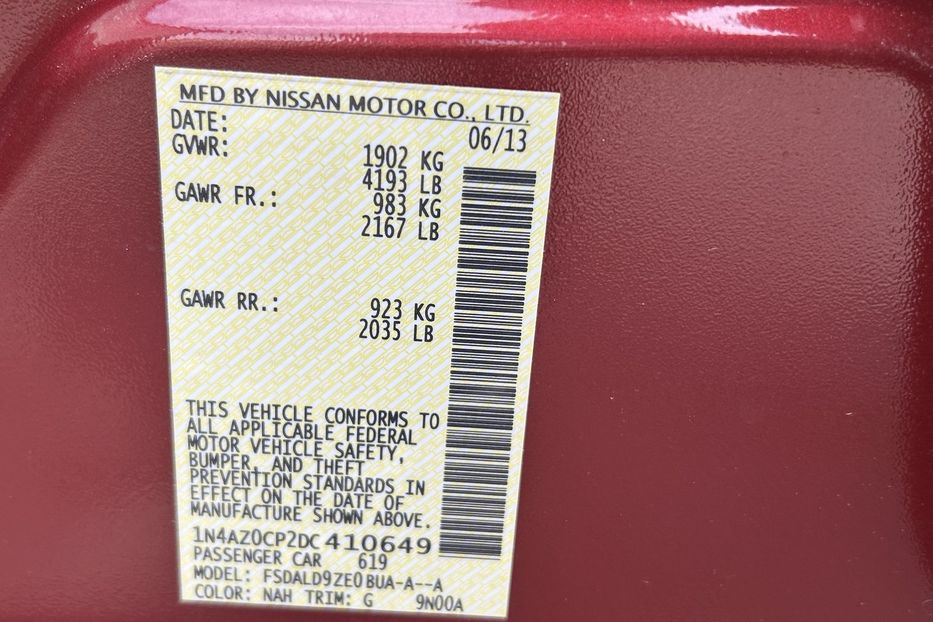 MFD BY NISSAN MOTOR CO., LTD.
DATE: 06/13
GVWR: 1902 KG
4193 LB
GAWR FR.: 983 KG
2167 LB
GAWR RR.: 923 KG
2035 LB
THIS VEHICLE CONFORMS TO
ALL APPLICABLE FEDERAL
MOTOR VEHICLE SAFETY,
BUMPER, AND THEFT
PREVENTION STANDARDS IN
EFFECT ON THE DATE OF
MANUFACTURE SHOWN ABOVE.
1N4AZ0CP2DC410649
PASSENGER CAR 619
MODEL: FSDALD9ZE0BUA-A--A
COLOR: NAH TRIM: G 9N00A